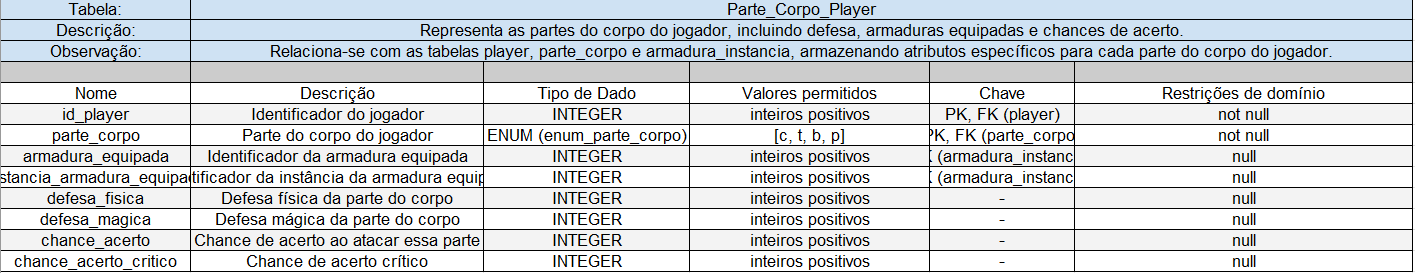 Tabela: Parte_Corpo_Player
Descrição: Representa as partes do corpo do jogador, incluindo defesa, armaduras equipadas e chances de acerto.
Observação: Relaciona-se com as tabelas player, parte_corpo e armadura_instancia, armazenando atributos específicos para cada parte do corpo do jogador.
Nome Descrição Tipo de Dado Valores permitidos Chave Restrições de domínio
id_player Identificador do jogador INTEGER inteiros positivos PK, FK (player) not null
parte_corpo Parte do corpo do jogador ENUM (enum_parte_corpo) [c, t, b, p] PK, FK (parte_corpo not null
armadura_equipada Identificador da armadura equipada INTEGER inteiros positivos K (armadura_instanc null
stancia_armadura_equipad tificador da instância da armadura equip INTEGER inteiros positivos K (armadura_instanc null
defesa_fisica Defesa física da parte do corpo INTEGER inteiros positivos - null
defesa_magica Defesa mágica da parte do corpo INTEGER inteiros positivos - null
chance_acerto Chance de acerto ao atacar essa parte INTEGER inteiros positivos - null
chance_acerto_critico Chance de acerto crítico INTEGER inteiros positivos - null